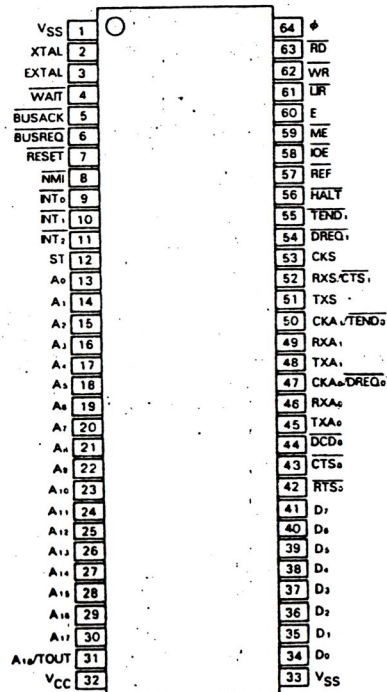 VSS 1
XTAL 2
EXTAL 3
WAIT 4
BUSACK 5
BUSREQ 6
RESET 7
NMI 8
INT0 9
INT1 10
INT2 11
ST 12
A0 13
A1 14
A2 15
A3 16
A4 17
A5 18
A6 19
A7 20
A8 21
A9 22
A10 23
A11 24
A12 25
A13 26
A14 27
A15 28
A16 29
A17 30
A18/TOUT 31
VCC 32
64 φ
63 RD
62 WR
61 LIR
60 E
59 ME
58 IOE
57 REF
56 HALT
55 TEND1
54 DREQ1
53 CKS
52 RXS/CTS1
51 TXS
50 CKA1/TEND0
49 RXA1
48 TXA1
47 CKA0/DREQ0
46 RXA0
45 TXA0
44 DCD0
43 CTS0
42 RTS0
41 D7
40 D6
39 D5
38 D4
37 D3
36 D2
35 D1
34 D0
33 VSS